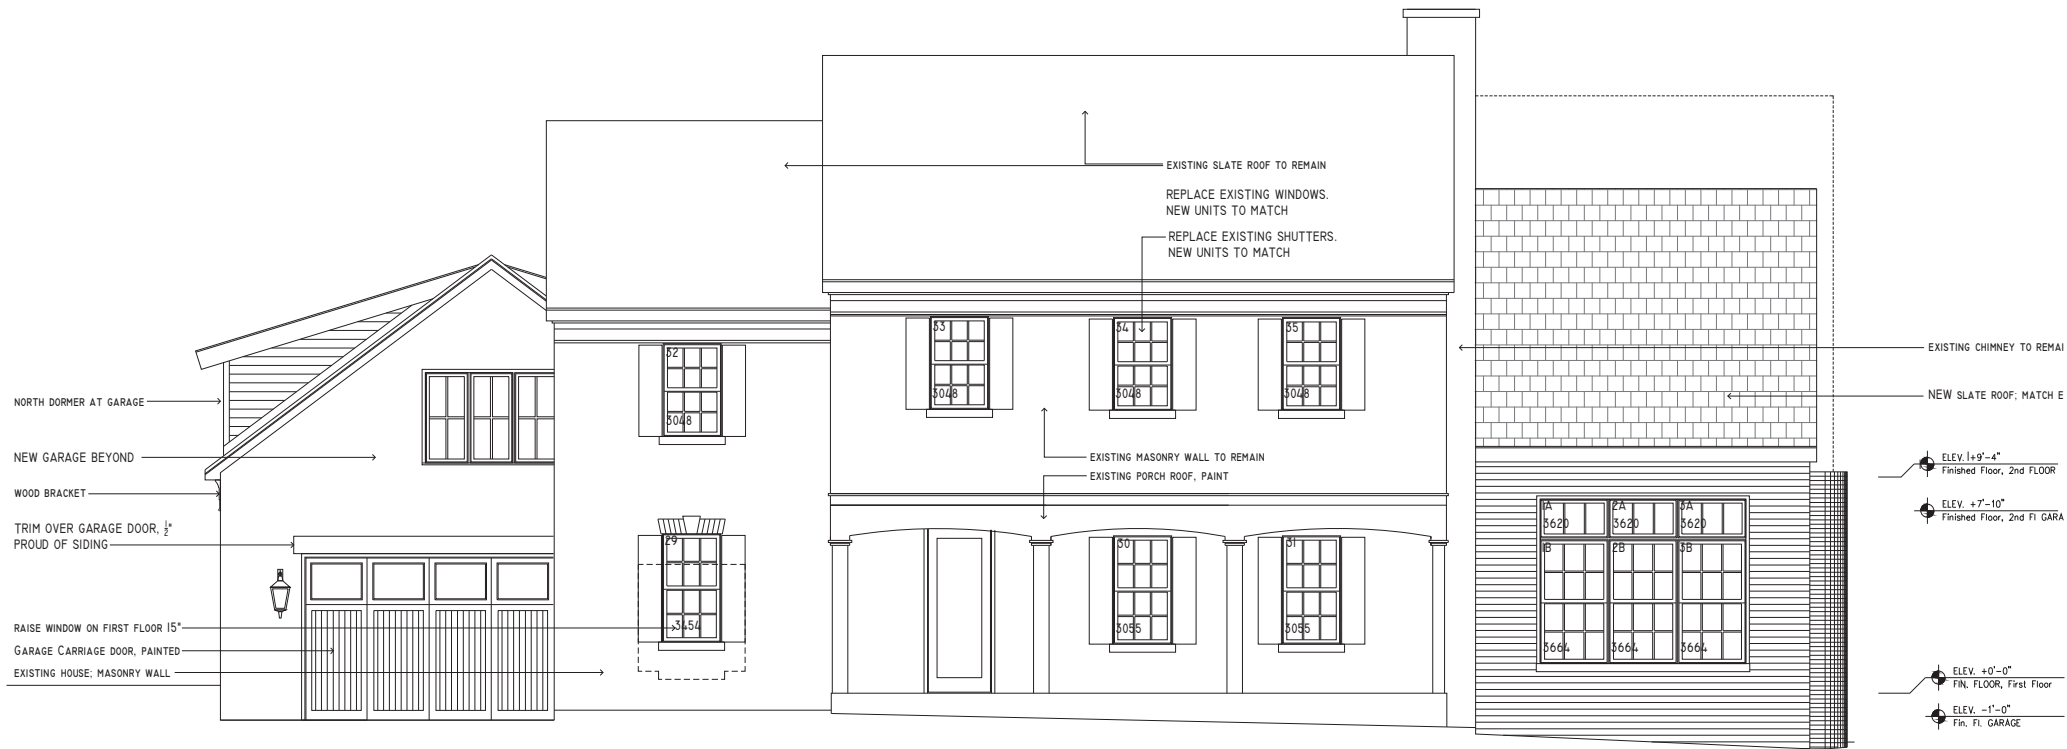 EXISTING SLATE ROOF TO REMAIN
REPLACE EXISTING WINDOWS.
NEW UNITS TO MATCH
REPLACE EXISTING SHUTTERS.
NEW UNITS TO MATCH
33
34
35
32
3048
3048
3048
3048
EXISTING CHIMNEY TO REMAI
NEW SLATE ROOF; MATCH E
NORTH DORMER AT GARAGE
NEW GARAGE BEYOND
WOOD BRACKET
TRIM OVER GARAGE DOOR, ½"
PROUD OF SIDING
EXISTING MASONRY WALL TO REMAIN
EXISTING PORCH ROOF, PAINT
ELEV. |+9'-4"
Finished Floor, 2nd FLOOR
ELEV. +7'-10"
Finished Floor, 2nd Fl GARA
1A
2A
3A
3620
3620
3620
29
30
31
1B
2B
3B
3454
3055
3055
3664
3664
3664
RAISE WINDOW ON FIRST FLOOR 15"
GARAGE CARRIAGE DOOR, PAINTED
EXISTING HOUSE; MASONRY WALL
ELEV. +0'-0"
FIN. FLOOR, First Floor
ELEV. -1'-0"
Fin. Fl. GARAGE